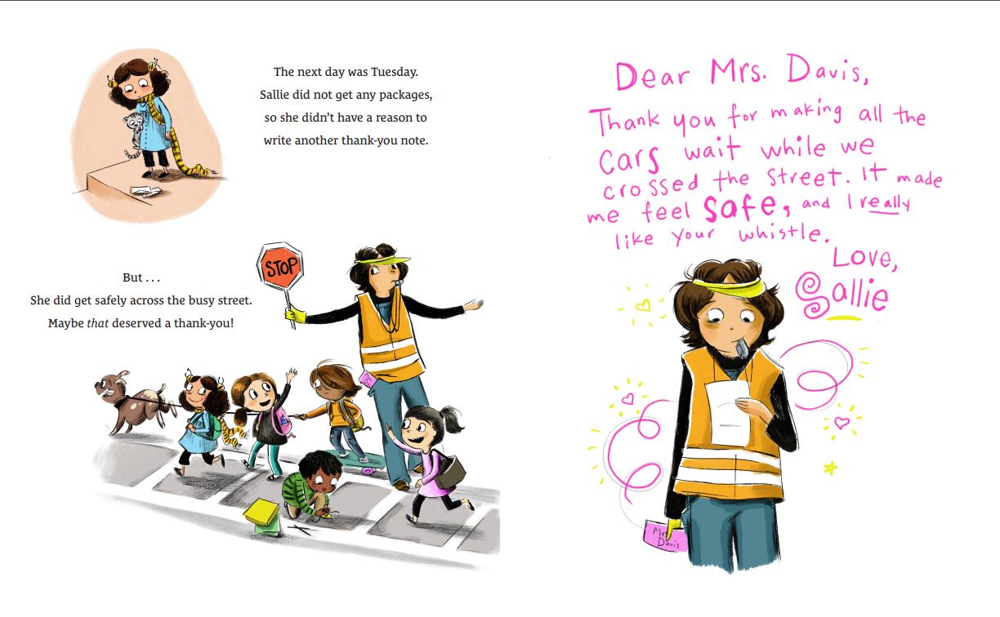 The next day was Tuesday.
Sallie did not get any packages,
so she didn’t have a reason to
write another thank-you note.
But . . .
She did get safely across the busy street.
Maybe that deserved a thank-you!
STOP
Dear Mrs. Davis,
Thank you for making all the
cars wait while we
crossed the street. It made
me feel safe, and I really
like your whistle.
Love,
Sallie
Mrs
Davis